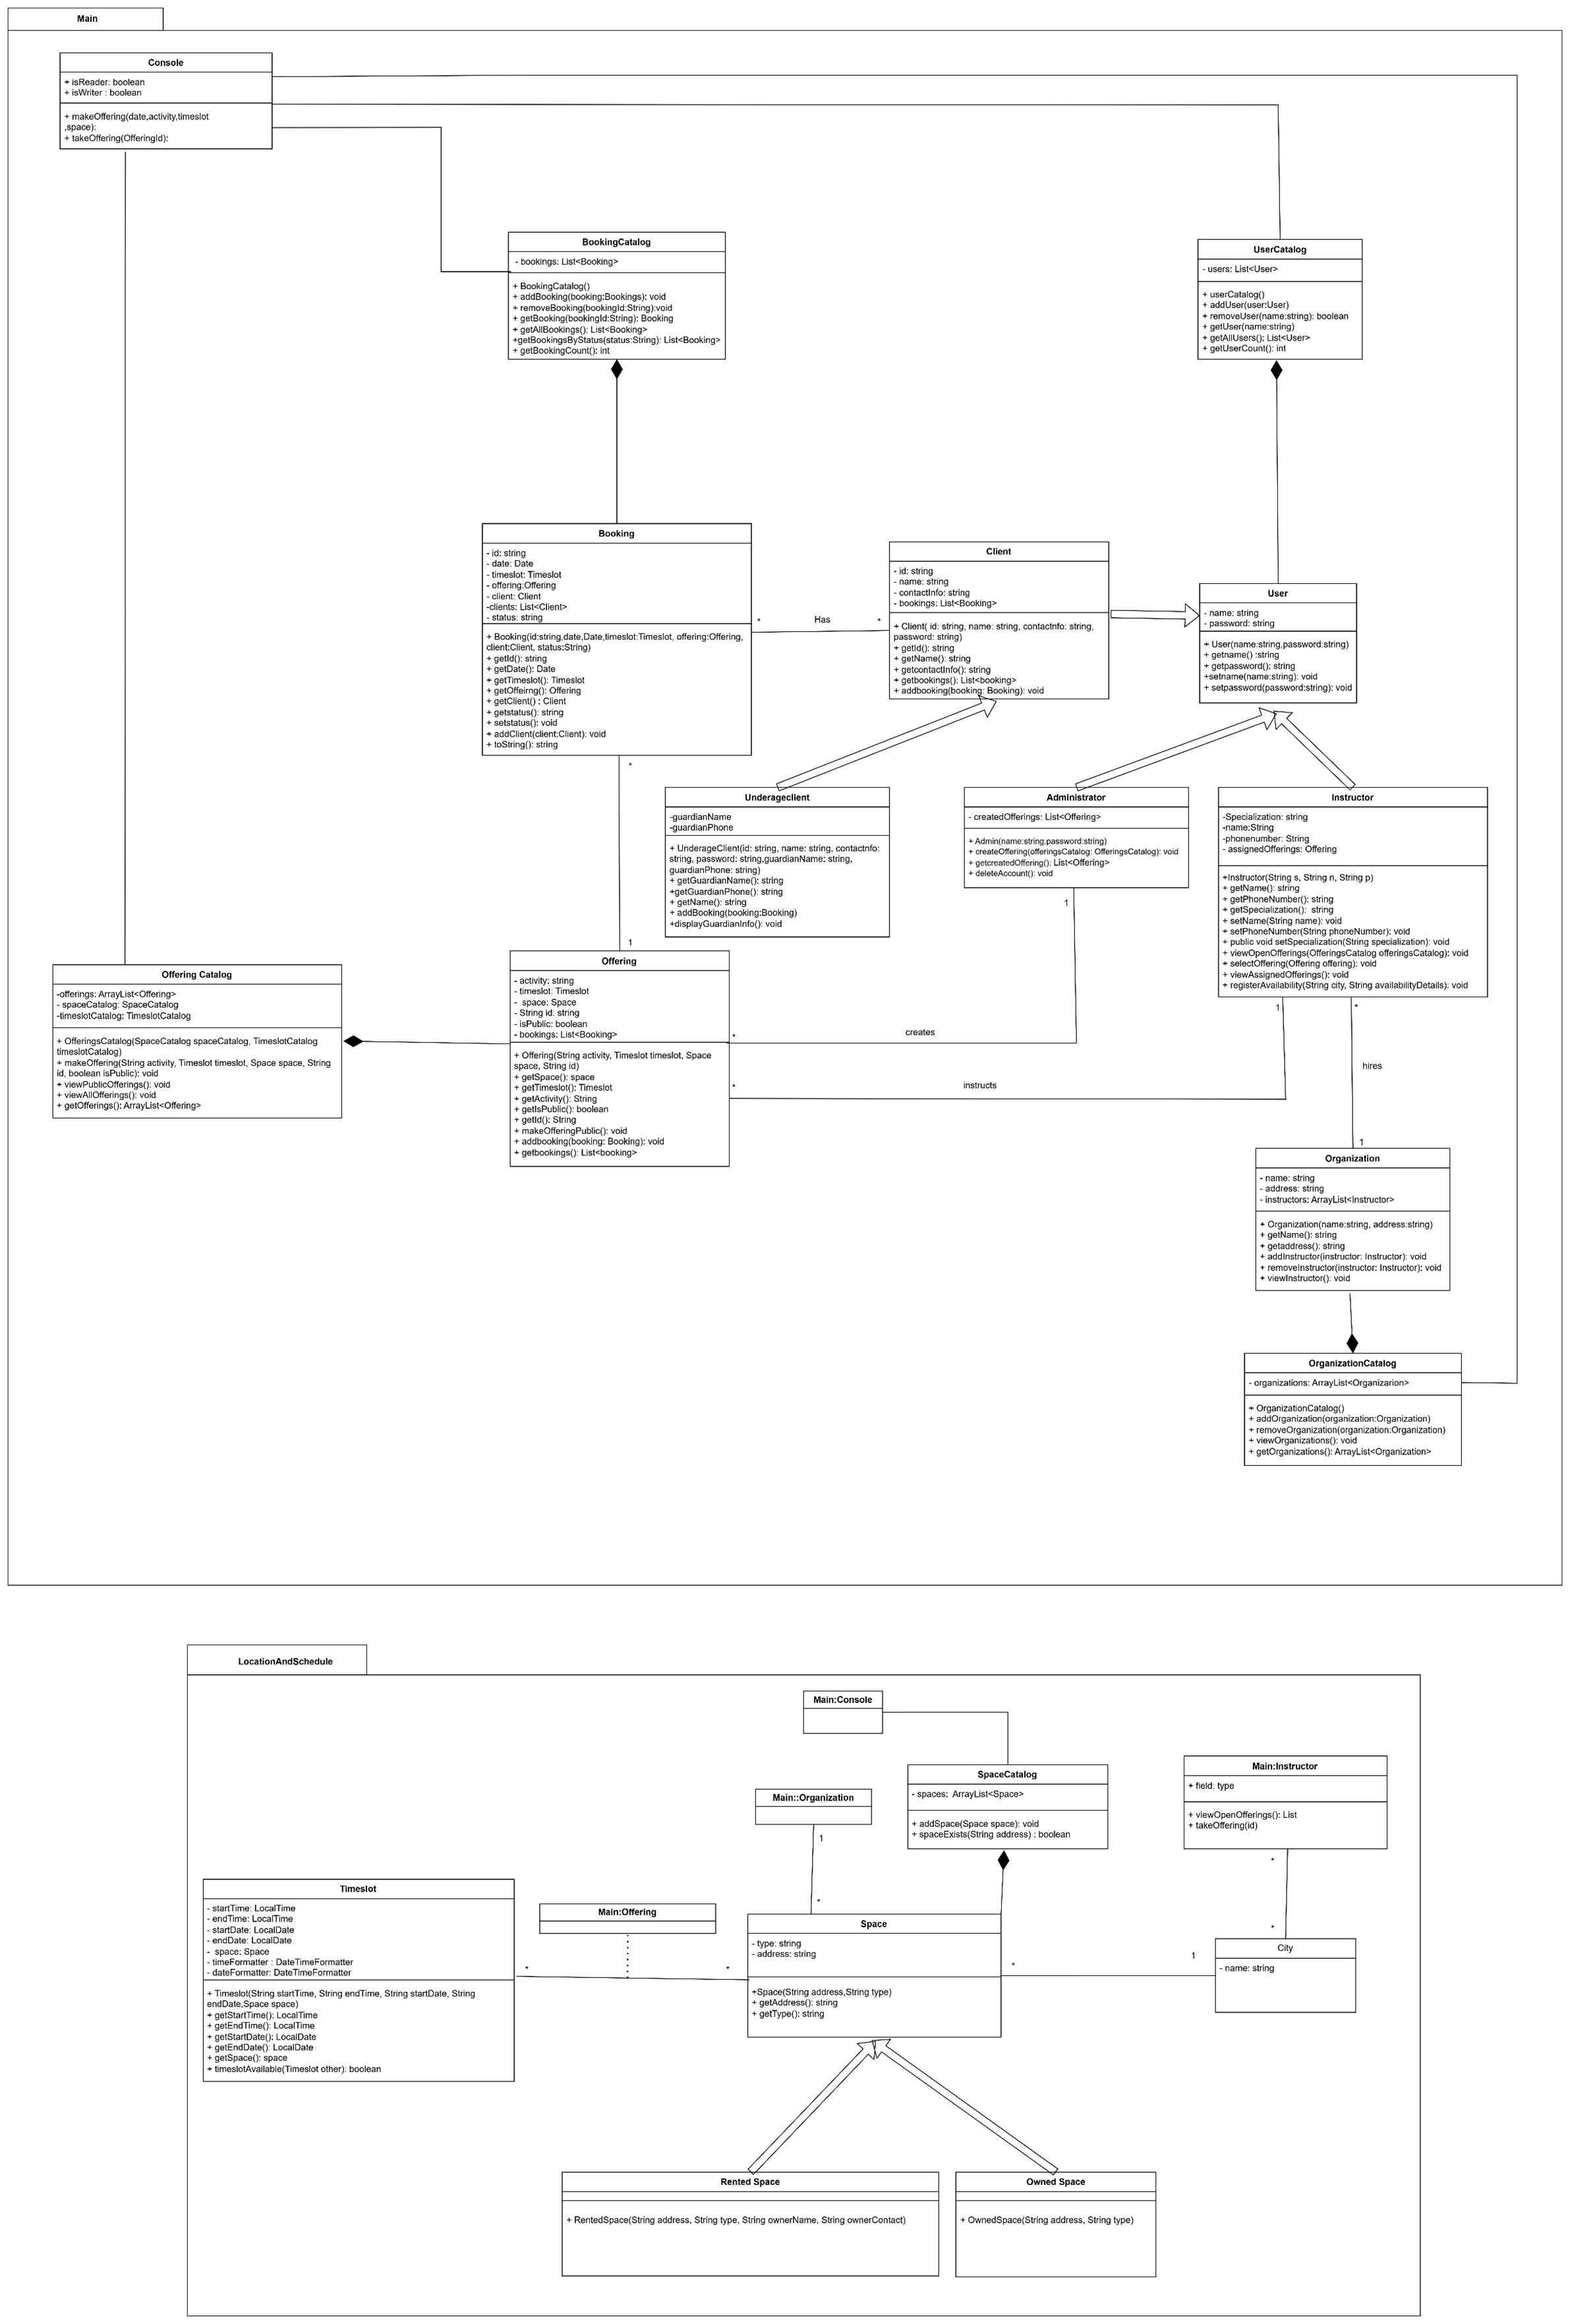 Main
Console
+ isReader: boolean
+ isWriter : boolean
+ makeOffering(date,activity,timeslot
,space):
+ takeOffering(OfferingId):
BookingCatalog
- bookings: List<Booking>
+ BookingCatalog()
+ addBooking(booking:Bookings): void
+ removeBooking(bookingId:String):void
+ getBooking(bookingId:String): Booking
+ getAllBookings(): List<Booking>
+getBookingsByStatus(status:String): List<Booking>
+ getBookingCount(): int
UserCatalog
- users: List<User>
+ userCatalog()
+ addUser(user:User)
+ removeUser(name:string): boolean
+ getUser(name:string)
+ getAllUsers(): List<User>
+ getUserCount(): int
Booking
- id: string
- date: Date
- timeslot: Timeslot
- offering:Offering
- client: Client
-clients: List<Client>
- status: string
+ Booking(id:string,date,Date,timeslot:Timeslot, offering:Offering,
client:Client, status:String)
+ getId(): string
+ getDate(): Date
+ getTimeslot(): Timeslot
+ getOffeirng(): Offering
+ getClient() : Client
+ getstatus(): string
+ setstatus(): void
+ addClient(client:Client): void
+ toString(): string
* Has *
Client
- id: string
- name: string
- contactInfo: string
- bookings: List<Booking>
+ Client( id: string, name: string, contactnfo: string,
password: string)
+ getId(): string
+ getName(): string
+ getcontactInfo(): string
+ getbookings(): List<booking>
+ addbooking(booking: Booking): void
User
- name: string
- password: string
+ User(name:string,password:string)
+ getname() :string
+ getpassword(): string
+setname(name:string): void
+ setpassword(password:string): void
*
1
Underageclient
-guardianName
-guardianPhone
+ UnderageClient(id: string, name: string, contactnfo:
string, password: string,guardianName: string,
guardianPhone: string)
+ getGuardianName(): string
+getGuardianPhone(): string
+ getName(): string
+ addBooking(booking:Booking)
+displayGuardianInfo(): void
Administrator
- createdOfferings: List<Offering>
+ Admin(name:string,password:string)
+ createOffering(offeringsCatalog: OfferingsCatalog): void
+ getcreatedOffering(): List<Offering>
+ deleteAccount(): void
1
Instructor
-Specialization: string
-name:String
-phonenumber: String
- assignedOfferings: Offering
+Instructor(String s, String n, String p)
+ getName(): string
+ getPhoneNumber(): string
+ getSpecialization(): string
+ setName(String name): void
+ setPhoneNumber(String phoneNumber): void
+ public void setSpecialization(String specialization): void
+ viewOpenOfferings(OfferingsCatalog offeringsCatalog): void
+ selectOffering(Offering offering): void
+ viewAssignedOfferings(): void
+ registerAvailability(String city, String availabilityDetails): void
1 *
Offering Catalog
-offerings: ArrayList<Offering>
- spaceCatalog: SpaceCatalog
-timeslotCatalog: TimeslotCatalog
+ OfferingsCatalog(SpaceCatalog spaceCatalog, TimeslotCatalog
timeslotCatalog)
+ makeOffering(String activity, Timeslot timeslot, Space space, String
id, boolean isPublic): void
+ viewPublicOfferings(): void
+ viewAllOfferings(): void
+ getOfferings(): ArrayList<Offering>
Offering
- activity: string
- timeslot: Timeslot
- space: Space
- String id: string
- isPublic: boolean
- bookings: List<Booking>
+ Offering(String activity, Timeslot timeslot, Space
space, String id)
+ getSpace(): space
+ getTimeslot(): Timeslot
+ getActivity(): String
+ getIsPublic(): boolean
+ getId(): String
+ makeOfferingPublic(): void
+ addbooking(booking: Booking): void
+ getbookings(): List<booking>
* creates
* instructs
hires
1
Organization
- name: string
- address: string
- instructors: ArrayList<Instructor>
+ Organization(name:string, address:string)
+ getName(): string
+ getaddress(): string
+ addInstructor(instructor: Instructor): void
+ removeInstructor(instructor: Instructor): void
+ viewInstructor(): void
OrganizationCatalog
- organizations: ArrayList<Organizarion>
+ OrganizationCatalog()
+ addOrganization(organization:Organization)
+ removeOrganization(organization:Organization)
+ viewOrganizations(): void
+ getOrganizations(): ArrayList<Organization>
LocationAndSchedule
Main:Console
SpaceCatalog
- spaces: ArrayList<Space>
+ addSpace(Space space): void
+ spaceExists(String address) : boolean
Main:Instructor
+ field: type
+ viewOpenOfferings(): List
+ takeOffering(id)
*
*
Main::Organization
1
*
Timeslot
- startTime: LocalTime
- endTime: LocalTime
- startDate: LocalDate
- endDate: LocalDate
- space: Space
- timeFormatter : DateTimeFormatter
- dateFormatter: DateTimeFormatter
+ Timeslot(String startTime, String endTime, String startDate, String
endDate,Space space)
+ getStartTime(): LocalTime
+ getEndTime(): LocalTime
+ getStartDate(): LocalDate
+ getEndDate(): LocalDate
+ getSpace(): space
+ timeslotAvailable(Timeslot other): boolean
Main:Offering
* *
Space
- type: string
- address: string
+Space(String address,String type)
+ getAddress(): string
+ getType(): string
* 1
City
- name: string
Rented Space
+ RentedSpace(String address, String type, String ownerName, String ownerContact)
Owned Space
+ OwnedSpace(String address, String type)